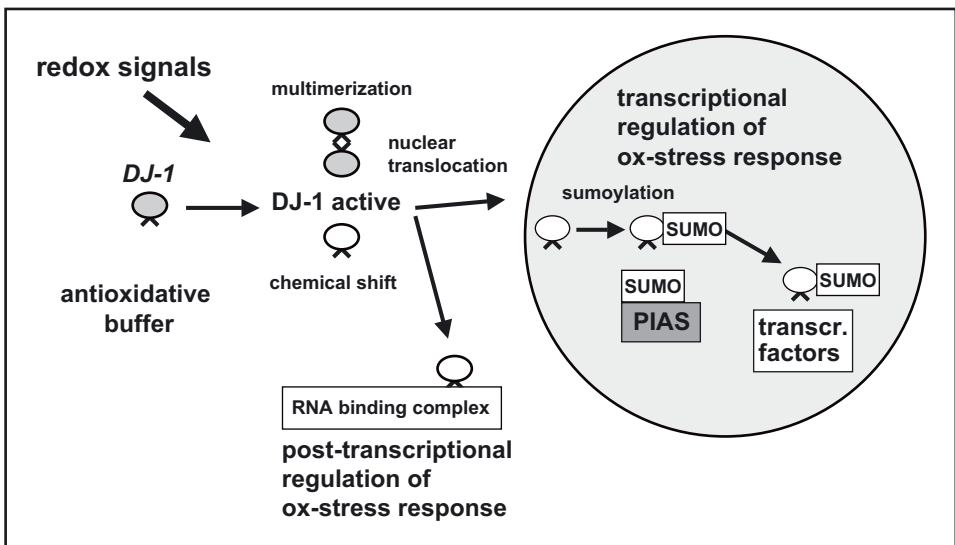 redox signals
DJ-1
antioxidative
buffer
multimerization
nuclear
translocation
DJ-1 active
chemical shift
RNA binding complex
post-transcriptional
regulation of
ox-stress response
transcriptional
regulation of
ox-stress response
sumoylation
SUMO
SUMO
PIAS
SUMO
transcr.
factors